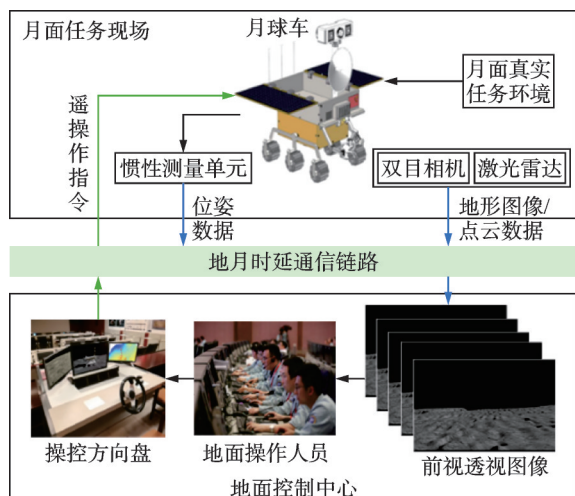 月面任务现场
月球车
月面真实
任务环境
遥操作指令
惯性测量单元
双目相机
激光雷达
位姿
数据
地形图像/
点云数据
地月时延通信链路
操控方向盘
地面操作人员
前视透视图像
地面控制中心